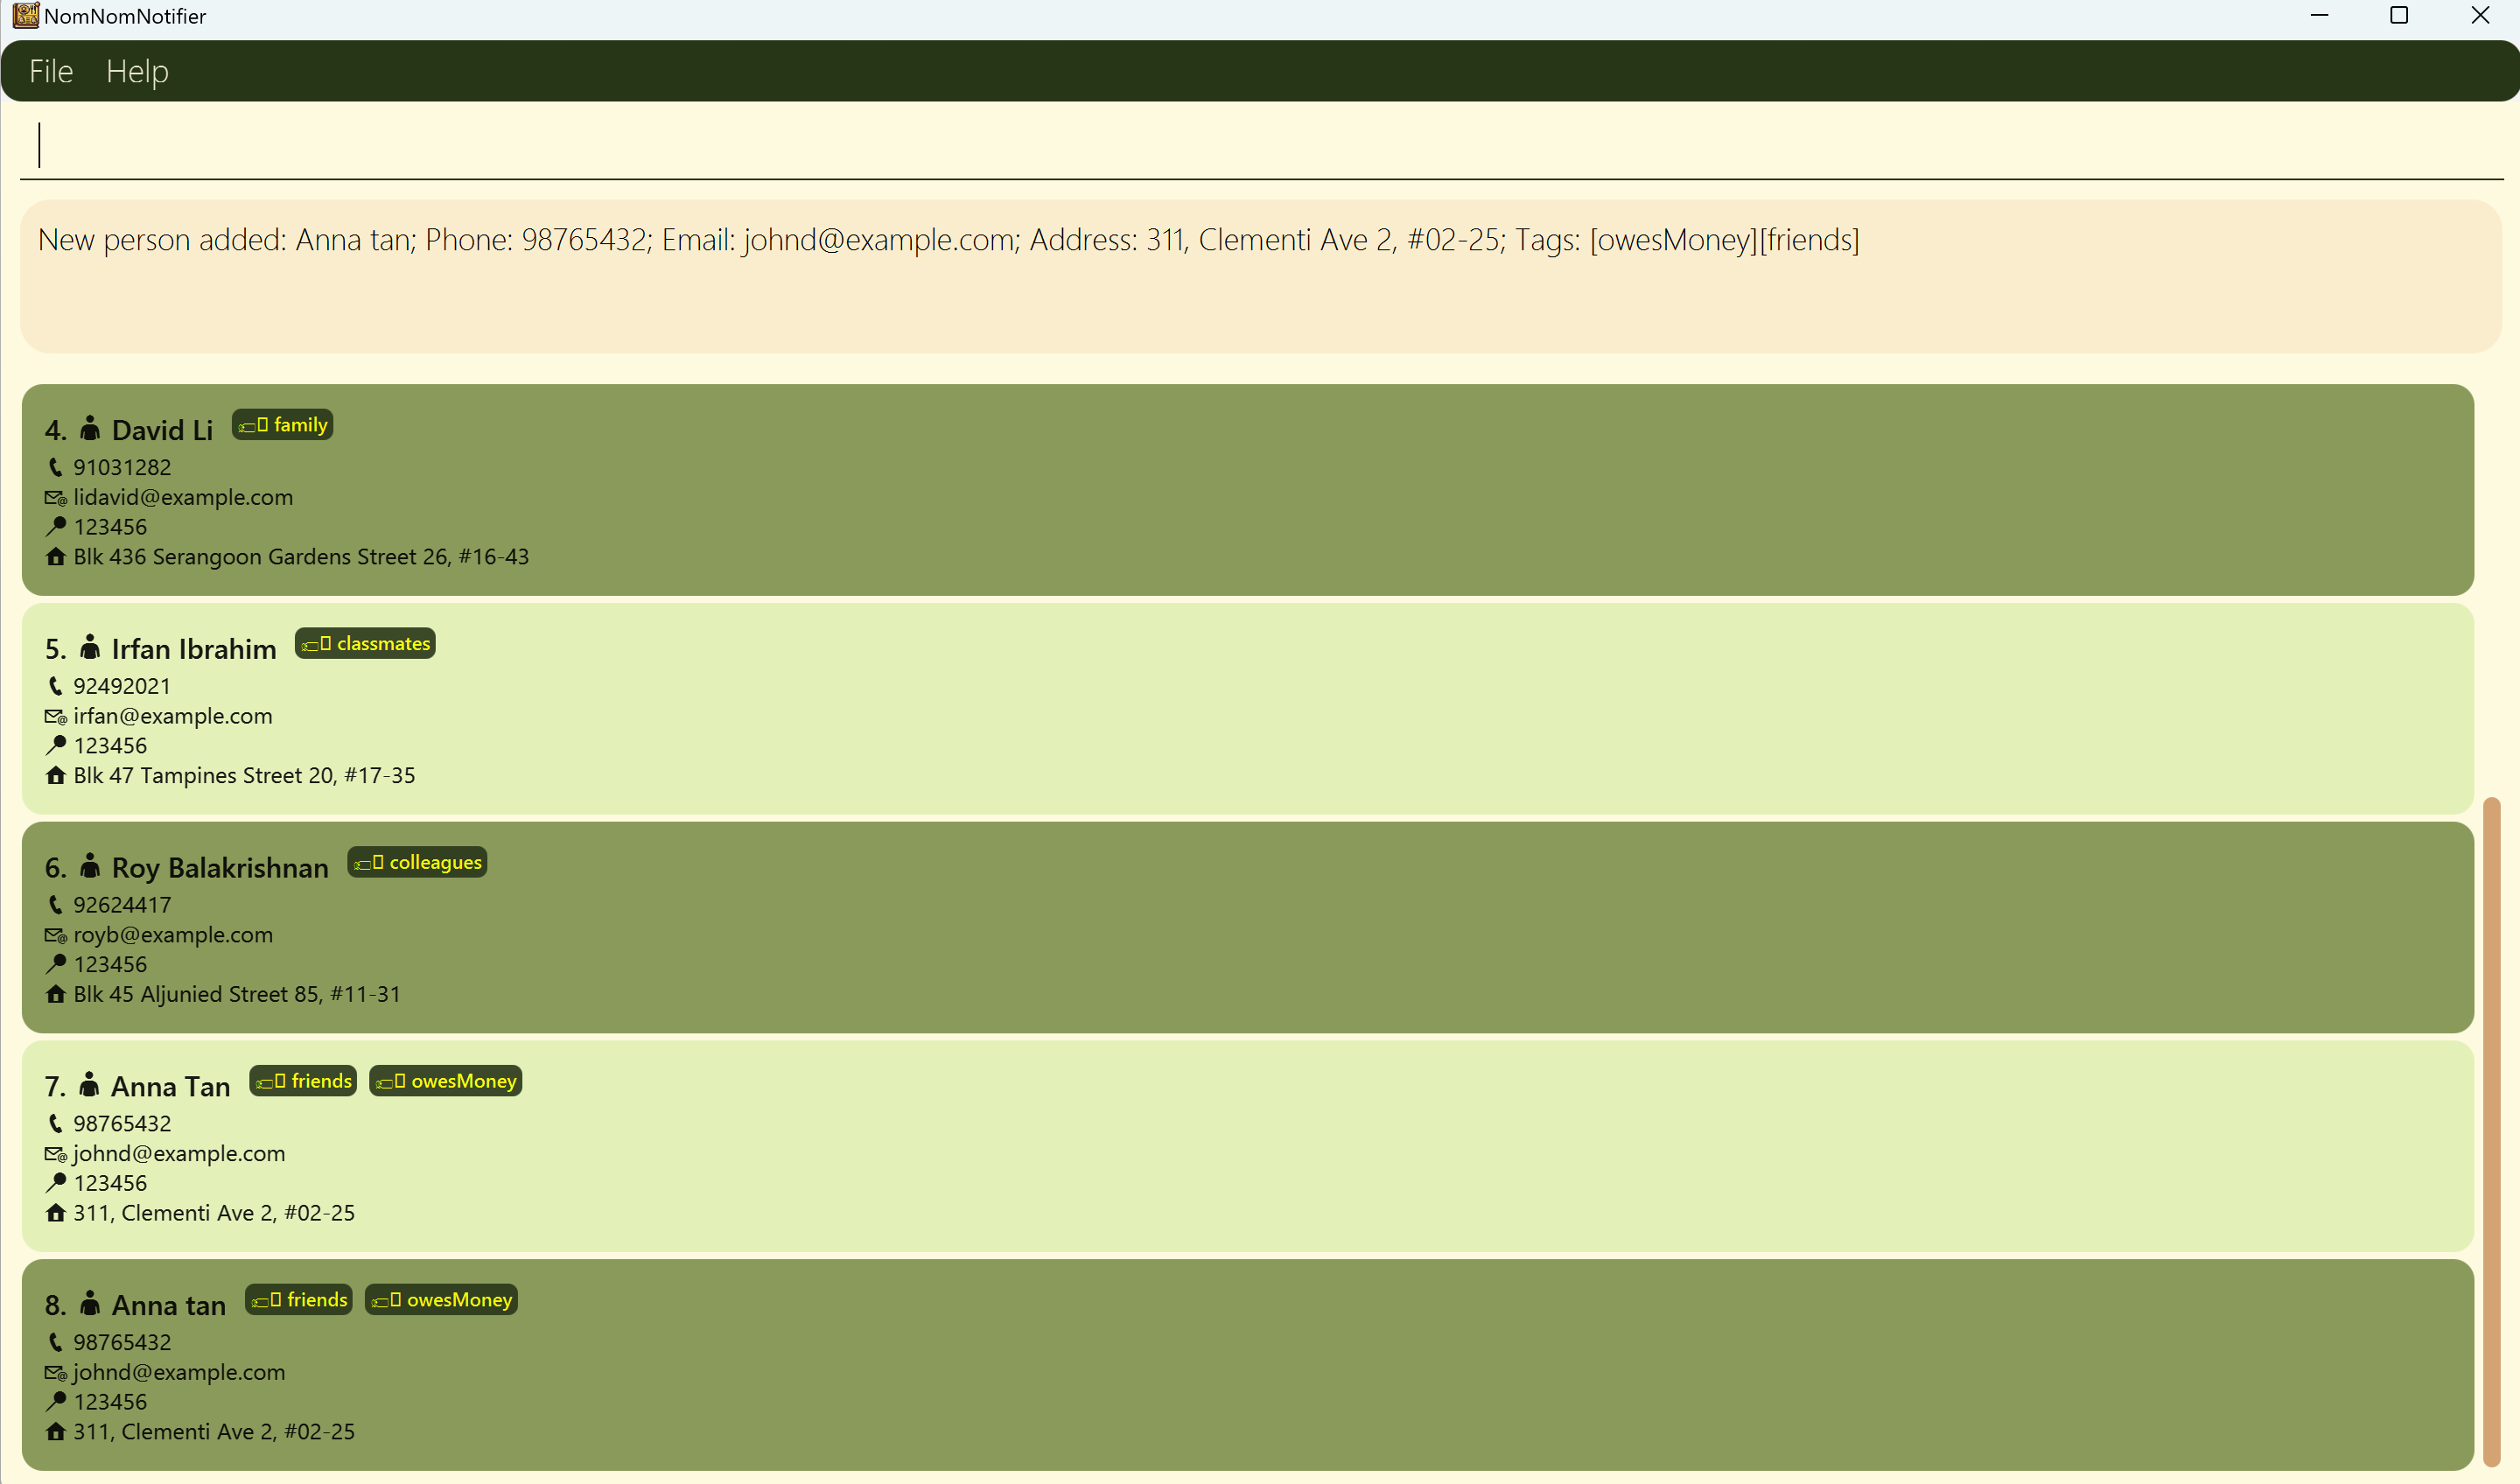 NomNomNotifier
File Help
New person added: Anna tan; Phone: 98765432; Email: johnd@example.com; Address: 311, Clementi Ave 2, #02-25; Tags: [owesMoney][friends]
4. David Li family
91031282
lidavid@example.com
123456
Blk 436 Serangoon Gardens Street 26, #16-43
5. Irfan Ibrahim classmates
92492021
irfan@example.com
123456
Blk 47 Tampines Street 20, #17-35
6. Roy Balakrishnan colleagues
92624417
royb@example.com
123456
Blk 45 Aljunied Street 85, #11-31
7. Anna Tan friends owesMoney
98765432
johnd@example.com
123456
311, Clementi Ave 2, #02-25
8. Anna tan friends owesMoney
98765432
johnd@example.com
123456
311, Clementi Ave 2, #02-25